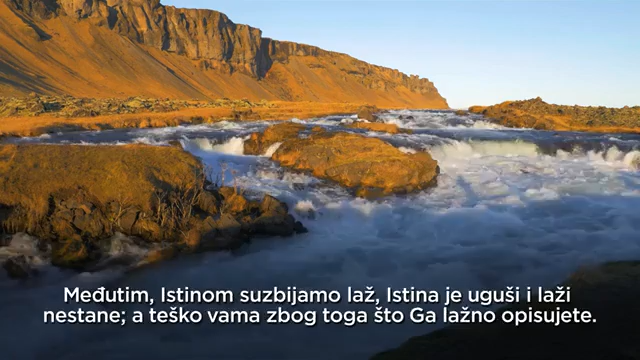 Međutim, Istinom suzbijamo laž, Istina je uguši i laži
nestane; a teško vama zbog toga što Ga lažno opisujete.